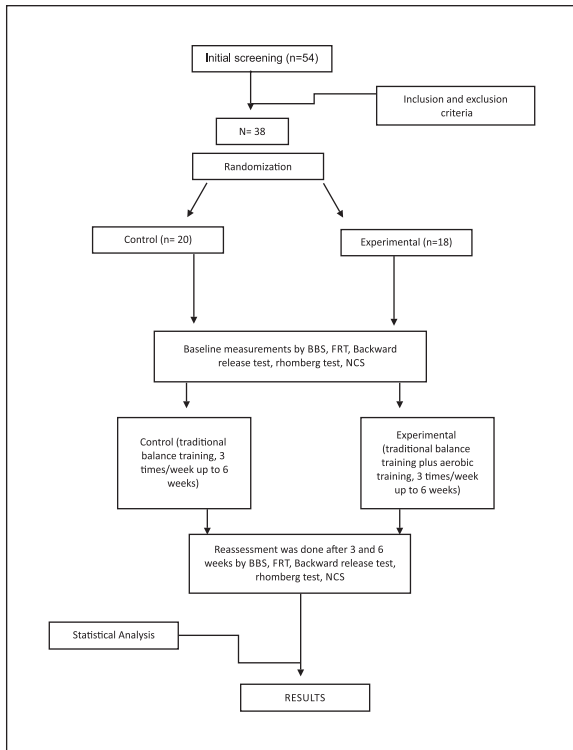 Initial screening (n=54)
Inclusion and exclusion
criteria
N= 38
Randomization
Control (n= 20)
Experimental (n=18)
Baseline measurements by BBS, FRT, Backward
release test, rhomberg test, NCS
Control (traditional
balance training, 3
times/week up to 6
weeks)
Experimental
(traditional balance
training plus aerobic
training, 3 times/week
up to 6 weeks)
Reassessment was done after 3 and 6
weeks by BBS, FRT, Backward release test,
rhomberg test, NCS
Statistical Analysis
RESULTS